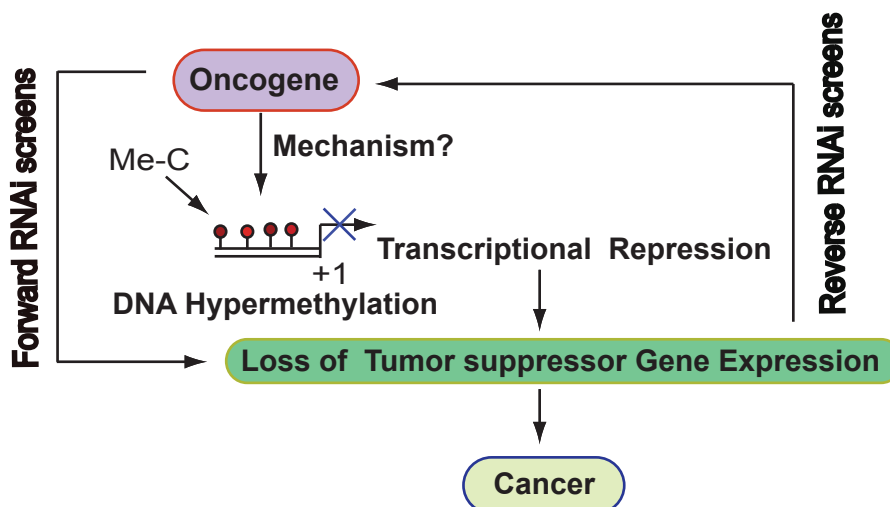 Oncogene
Mechanism?
Me-C
+1
Transcriptional Repression
DNA Hypermethylation
Loss of Tumor suppressor Gene Expression
Cancer
Forward RNAi screens
Reverse RNAi screens